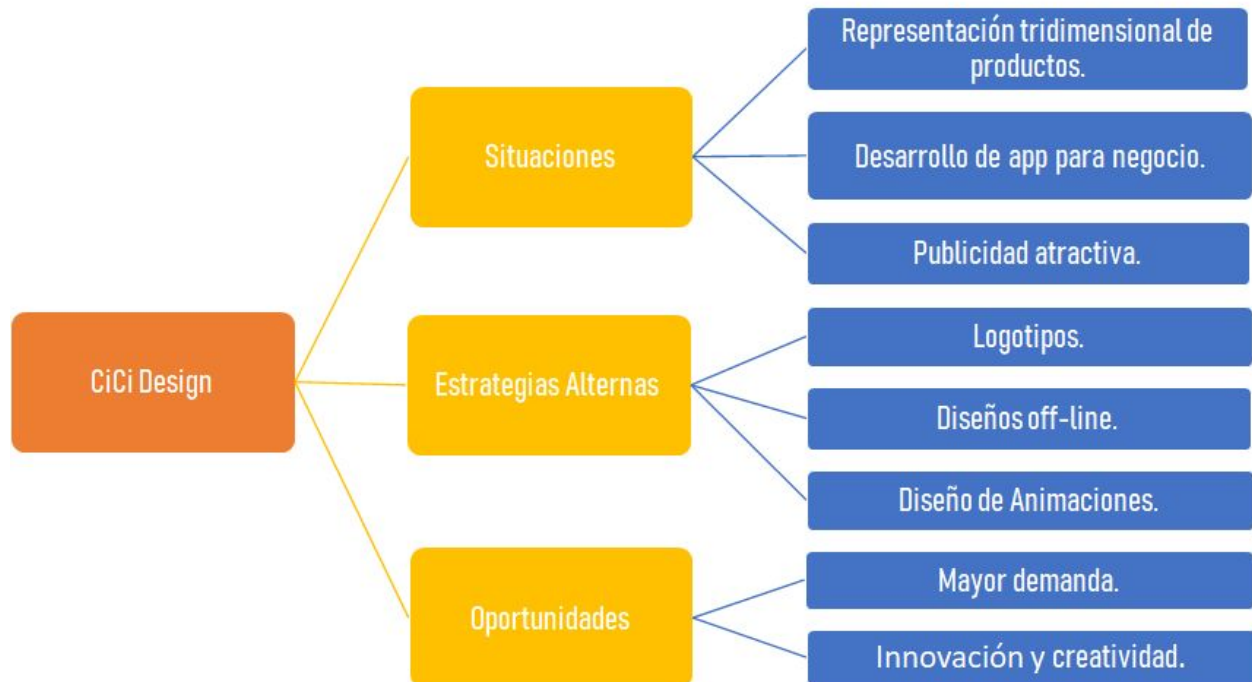 Representación tridimensional de
productos.
Situaciones
Desarrollo de app para negocio.
Publicidad atractiva.
CiCi Design
Estrategias Alternas
Logotipos.
Diseños off-line.
Diseño de Animaciones.
Oportunidades
Mayor demanda.
Innovación y creatividad.